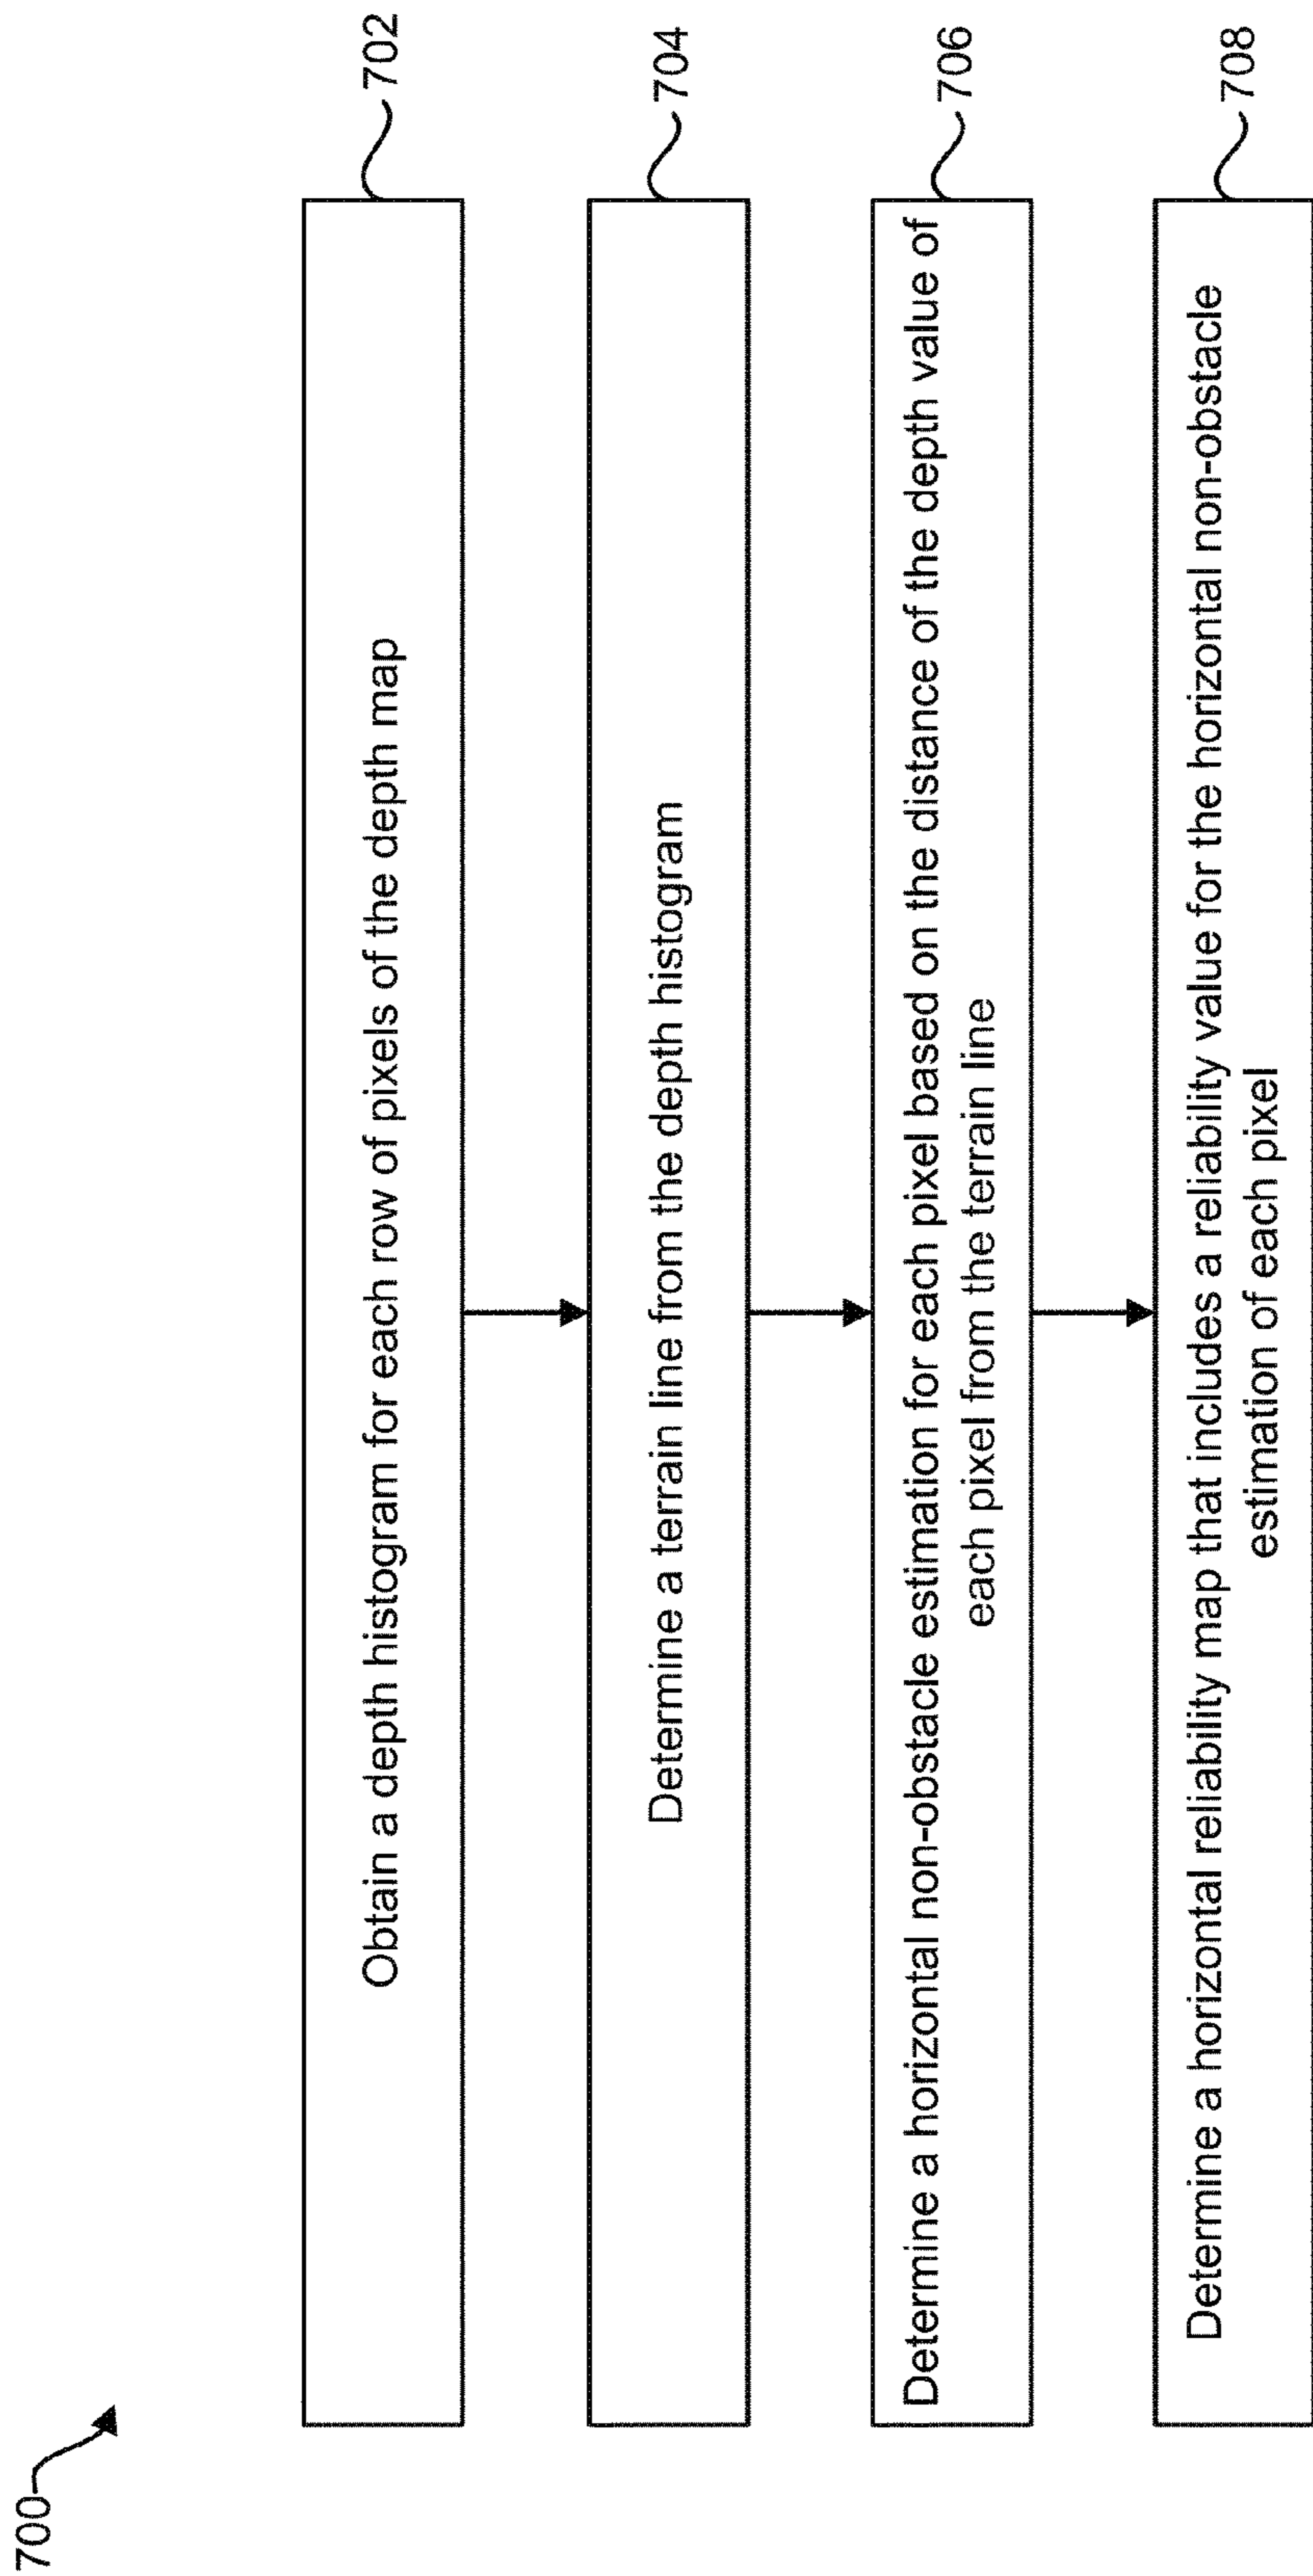 700
Obtain a depth histogram for each row of pixels of the depth map
702
Determine a terrain line from the depth histogram
704
Determine a horizontal non-obstacle estimation for each pixel based on the distance of the depth value of
each pixel from the terrain line
706
Determine a horizontal reliability map that includes a reliability value for the horizontal non-obstacle
estimation of each pixel
708